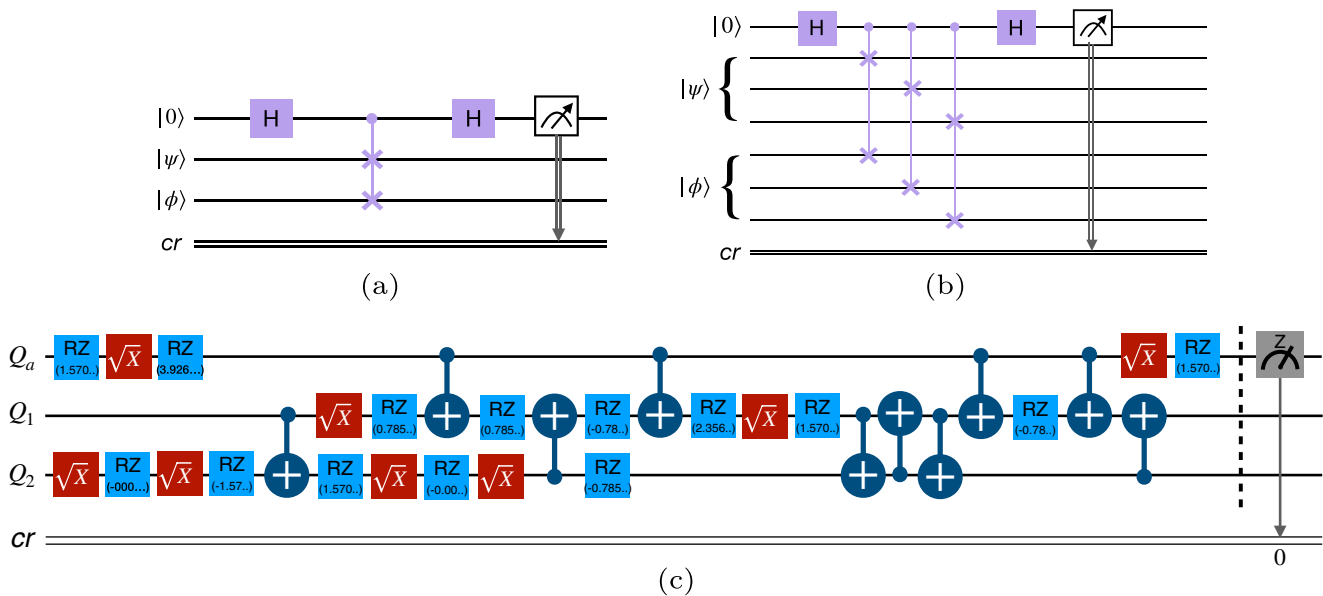 |0⟩ H H
|ψ⟩
|ϕ⟩
cr
(a)
|0⟩ H H
|ψ⟩ {
|ϕ⟩ {
cr
(b)
Qₐ RZ (1.570..) √X RZ (3.926...) √X RZ (1.570..) Z
Q₁ √X RZ (0.785..) RZ (0.785..) RZ (-0.78..) RZ (2.356..) √X RZ (1.570..) RZ (-0.78..)
Q₂ √X RZ (-000...) √X RZ (-1.57..) RZ (1.570..) √X RZ (-0.00..) √X RZ (-0.785..)
cr
0
(c)